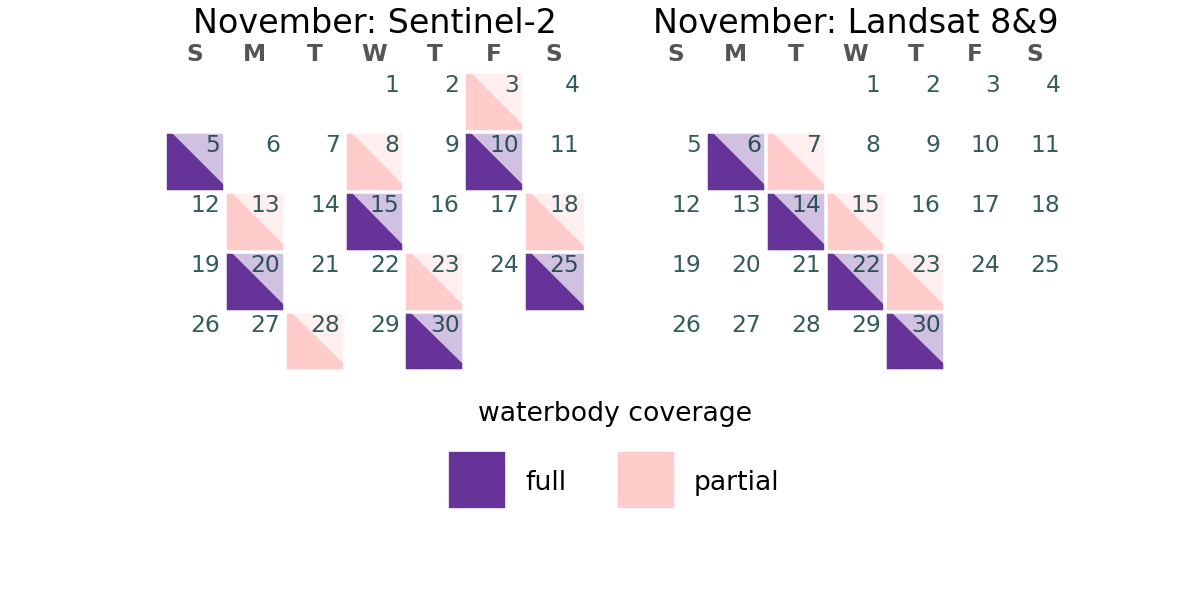 November: Sentinel-2
S M T W T F S
1 2 3 4
5 6 7 8 9 10 11
12 13 14 15 16 17 18
19 20 21 22 23 24 25
26 27 28 29 30
November: Landsat 8&9
S M T W T F S
1 2 3 4
5 6 7 8 9 10 11
12 13 14 15 16 17 18
19 20 21 22 23 24 25
26 27 28 29 30
waterbody coverage
full partial